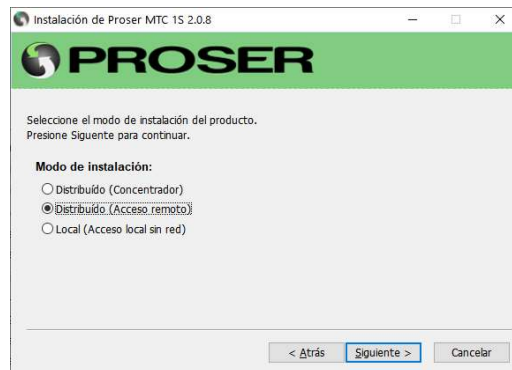 Instalación de Proser MTC 1S 2.0.8
PROSER
Seleccione el modo de instalación del producto.
Presione Siguente para continuar.
Modo de instalación:
Distribuído (Concentrador)
Distribuído (Acceso remoto)
Local (Acceso local sin red)
< Atrás Siguiente > Cancelar